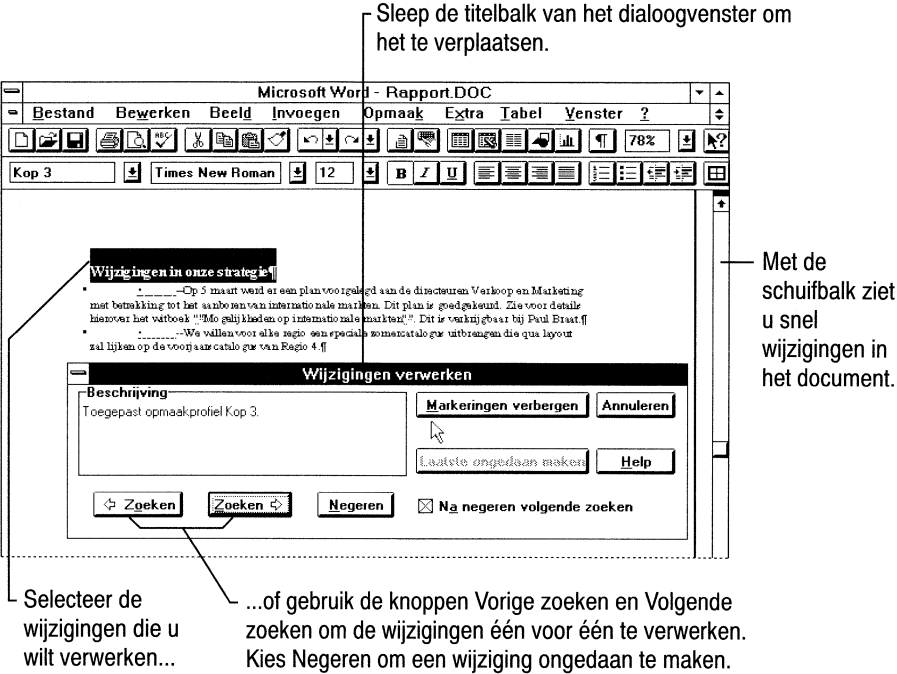 Sleep de titelbalk van het dialoogvenster om
het te verplaatsen.
Microsoft Word - Rapport.DOC
Bestand Bewerken Beeld Invoegen Opmaak Extra Tabel Venster ?
78%
Kop 3 Times New Roman 12 B I U
Wijzigingen in onze strategie¶
--Op 5 maart werd er een plan voorgelegd aan de directeuren Verkoop en Marketing
met betrekking tot het aanboren van internationale markten. Dit plan is goedgekeurd. Zie voor details
hierover het witboek "Mogelijkheden op internationale markten". Dit is verkrijgbaar bij Paul Braat.¶
--We willen voor elke regio een speciale zomercatalogus uitbrengen die qua layout
zal lijken op de voorjaarscatalogus van Regio 4.¶
Met de
schuifbalk ziet
u snel
wijzigingen in
het document.
Wijzigingen verwerken
Beschrijving
Toegepast opmaakprofiel Kop 3.
Markeringen verbergen Annuleren
Laatste ongedaan maken Help
Zoeken Zoeken Negeren Na negeren volgende zoeken
Selecteer de
wijzigingen die u
wilt verwerken...
...of gebruik de knoppen Vorige zoeken en Volgende
zoeken om de wijzigingen één voor één te verwerken.
Kies Negeren om een wijziging ongedaan te maken.